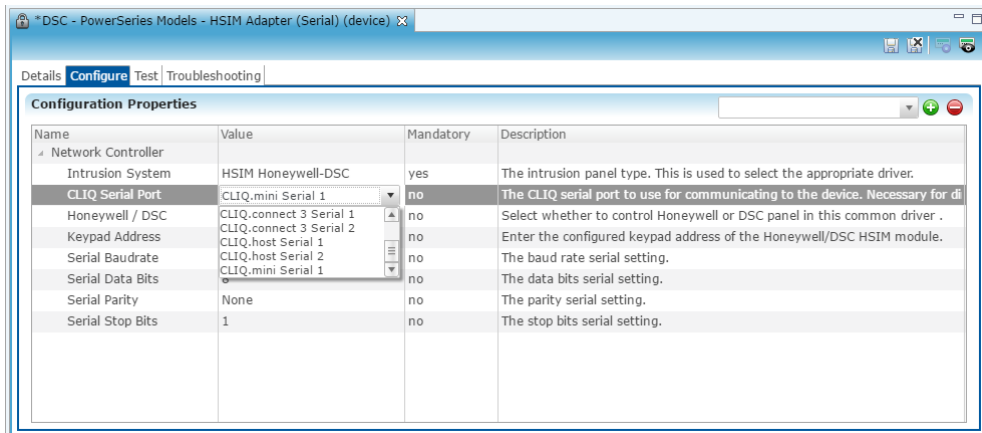 *DSC - PowerSeries Models - HSIM Adapter (Serial) (device)
Details Configure Test Troubleshooting
Configuration Properties
Name Value Mandatory Description
Network Controller
Intrusion System HSIM Honeywell-DSC yes The intrusion panel type. This is used to select the appropriate driver.
CLIQ Serial Port CLIQ.mini Serial 1 no The CLIQ serial port to use for communicating to the device. Necessary for di
Honeywell / DSC no Select whether to control Honeywell or DSC panel in this common driver .
Keypad Address no Enter the configured keypad address of the Honeywell/DSC HSIM module.
Serial Baudrate no The baud rate serial setting.
Serial Data Bits no The data bits serial setting.
CLIQ.connect 3 Serial 1
CLIQ.connect 3 Serial 2
CLIQ.host Serial 1
CLIQ.host Serial 2
CLIQ.mini Serial 1
Serial Parity None no The parity serial setting.
Serial Stop Bits 1 no The stop bits serial setting.